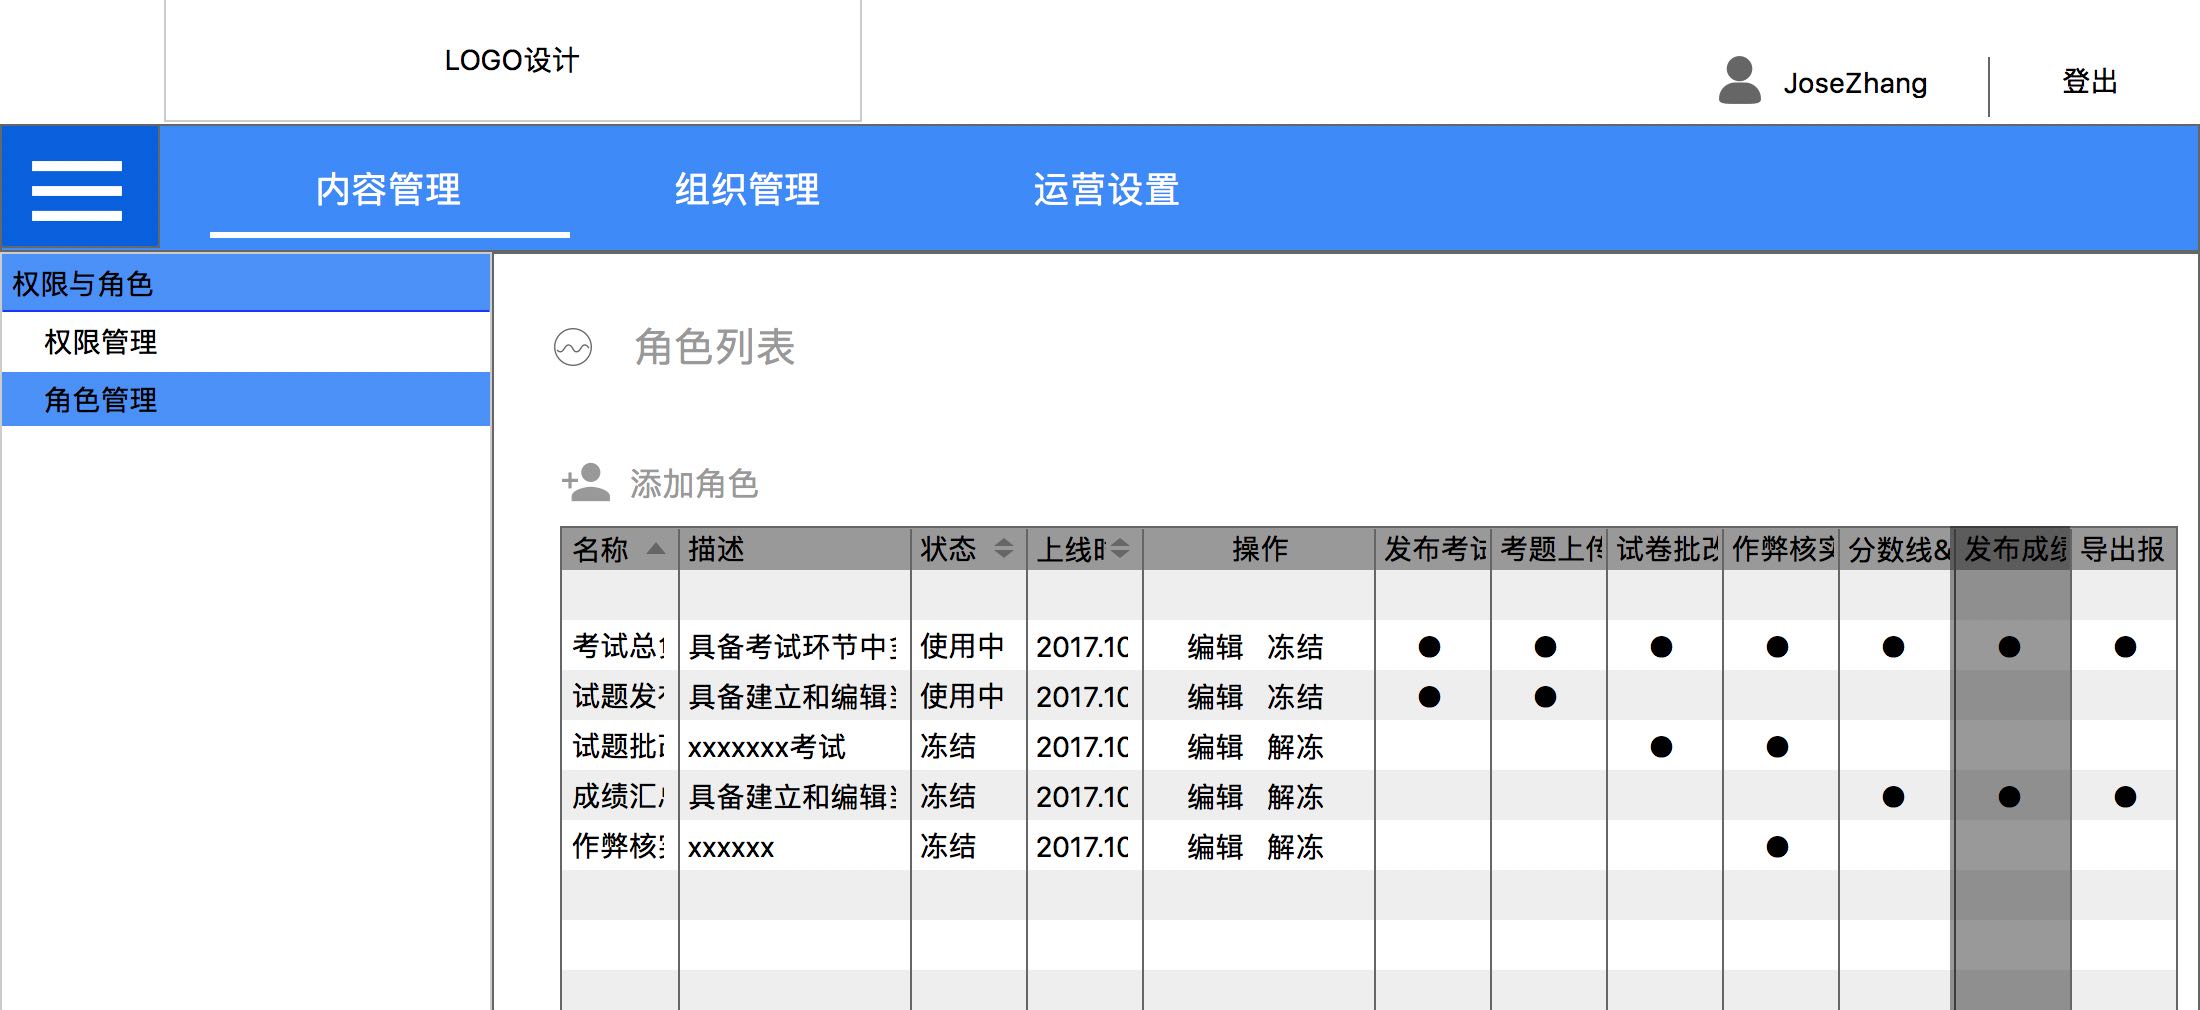 LOGO设计
JoseZhang 登出
内容管理 组织管理 运营设置
权限与角色
权限管理
角色管理
角色列表
添加角色
名称 描述 状态 上线时 操作 发布考试 考题上传 试卷批改 作弊核实 分数线& 发布成绩 导出报
考试总 具备考试环节中 使用中 2017.10 编辑 冻结
试题发 具备建立和编辑 使用中 2017.10 编辑 冻结
试题批改 xxxxxxx考试 冻结 2017.10 编辑 解冻
成绩汇 具备建立和编辑 冻结 2017.10 编辑 解冻
作弊核实 xxxxxx 冻结 2017.10 编辑 解冻